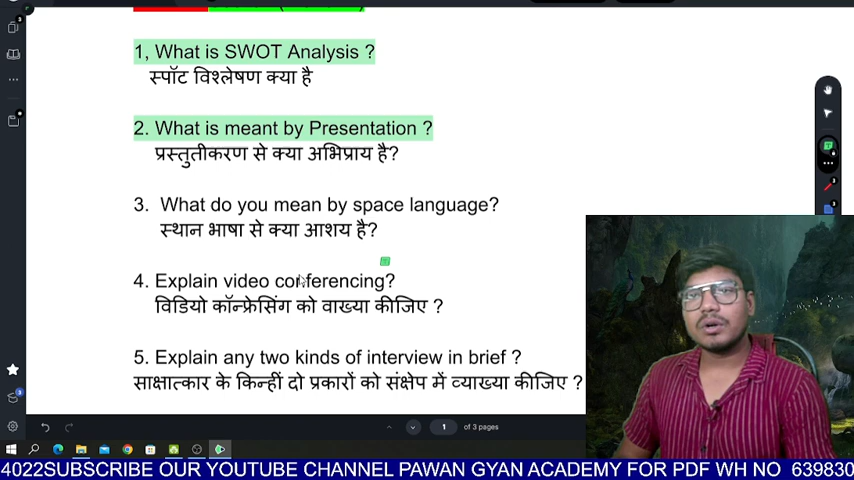 1, What is SWOT Analysis ?
स्पॉट विश्लेषण क्या है
2. What is meant by Presentation ?
प्रस्तुतीकरण से क्या अभिप्राय है?
3. What do you mean by space language?
स्थान भाषा से क्या आशय है?
4. Explain video conferencing?
विडियो कॉन्फ्रेसिंग को वाख्या कीजिए ?
5. Explain any two kinds of interview in brief ?
साक्षात्कार के किन्हीं दो प्रकारों को संक्षेप में व्याख्या कीजिए ?
1 of 3 pages
4022SUBSCRIBE OUR YOUTUBE CHANNEL PAWAN GYAN ACADEMY FOR PDF WH NO 639830